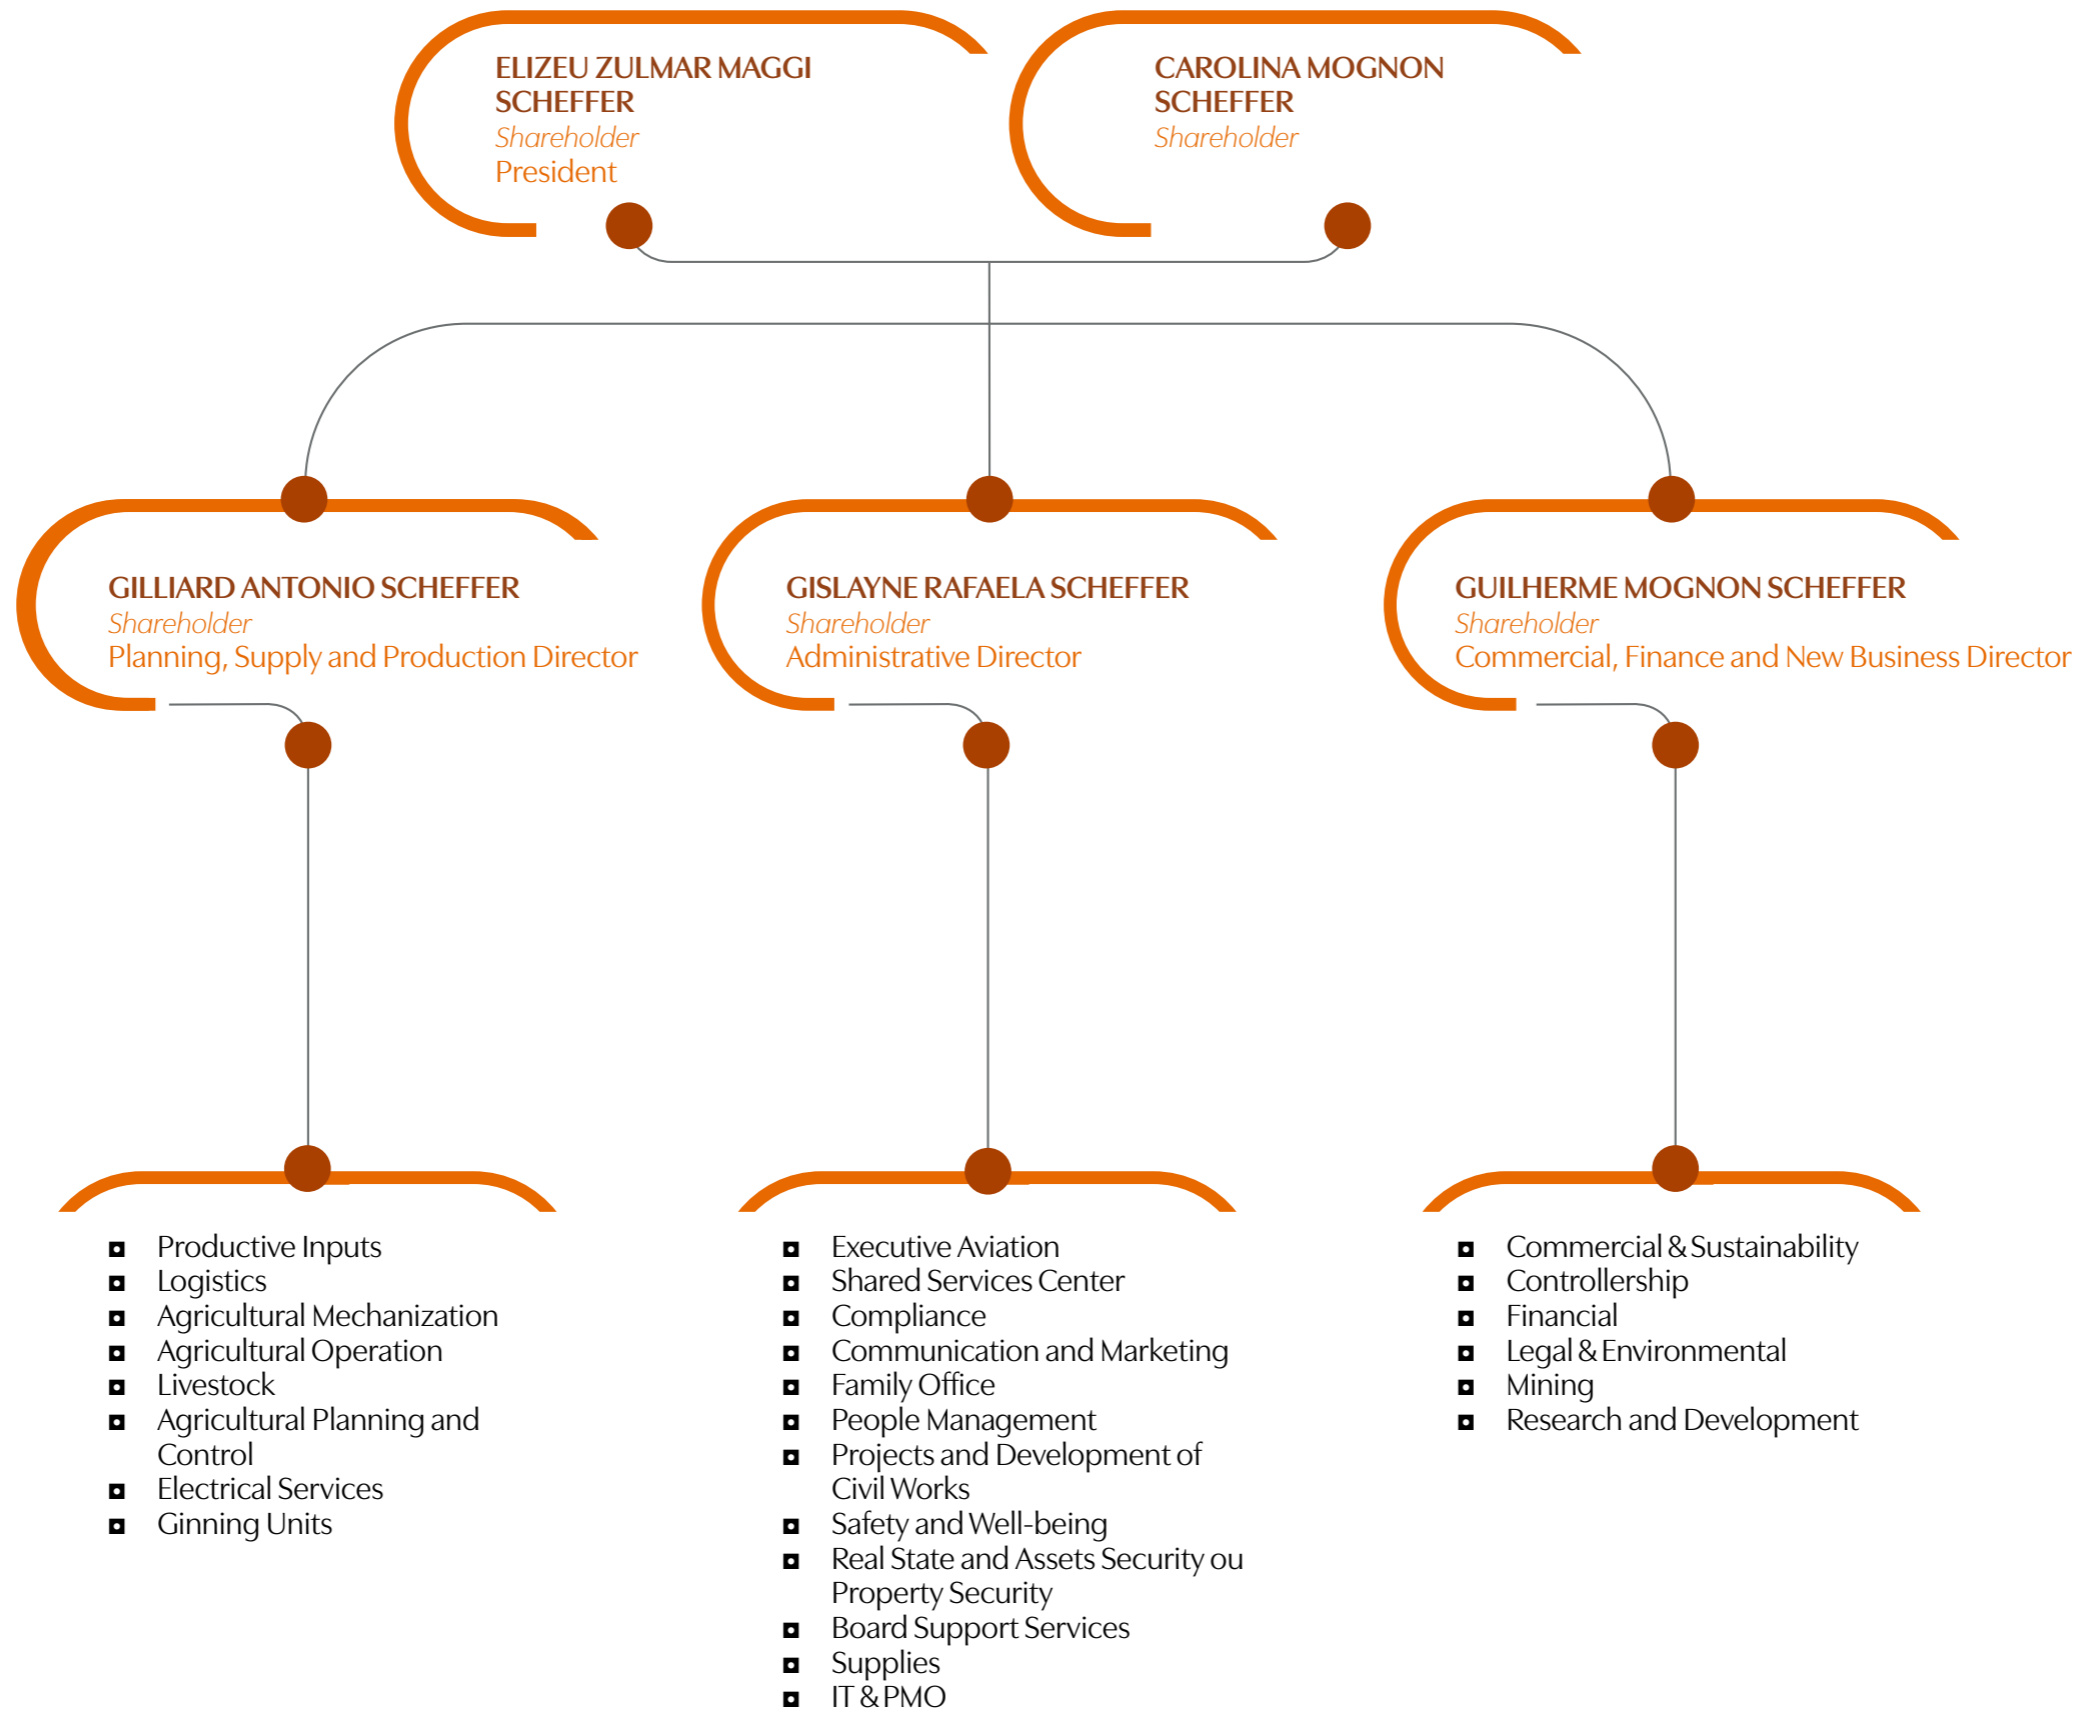 ELIZEU ZULMAR MAGGI
SCHEFFER
Shareholder
President
CAROLINA MOGNON
SCHEFFER
Shareholder
GILLIARD ANTONIO SCHEFFER
Shareholder
Planning, Supply and Production Director
GISLAYNE RAFAELA SCHEFFER
Shareholder
Administrative Director
GUILHERME MOGNON SCHEFFER
Shareholder
Commercial, Finance and New Business Director
Productive Inputs
Logistics
Agricultural Mechanization
Agricultural Operation
Livestock
Agricultural Planning and
Control
Electrical Services
Ginning Units
Executive Aviation
Shared Services Center
Compliance
Communication and Marketing
Family Office
People Management
Projects and Development of
Civil Works
Safety and Well-being
Real State and Assets Security ou
Property Security
Board Support Services
Supplies
IT & PMO
Commercial & Sustainability
Controllership
Financial
Legal & Environmental
Mining
Research and Development